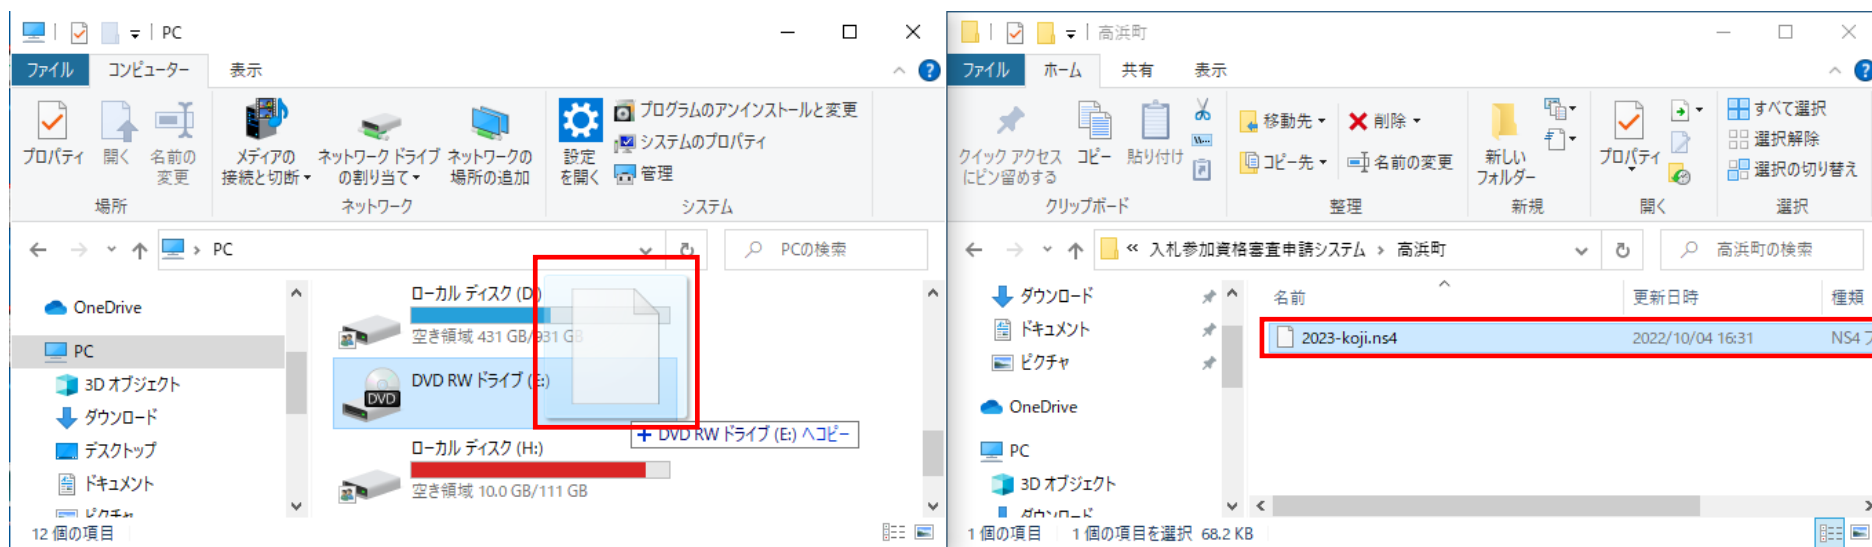 PC
ファイル コンピューター 表示
プロパティ 開く 名前の変更
メディアの接続と切断 ネットワーク ドライブの割り当て ネットワークの場所の追加
設定を開く
プログラムのアンインストールと変更
システムのプロパティ
管理
場所 ネットワーク システム
PC
PCの検索
OneDrive
PC
3D オブジェクト
ダウンロード
デスクトップ
ドキュメント
ピクチャ
ローカル ディスク (D:)
空き領域 431 GB/931 GB
DVD RW ドライブ (E:)
DVD
+ DVD RW ドライブ (E:) へコピー
ローカル ディスク (H:)
空き領域 10.0 GB/111 GB
12 個の項目
高浜町
ファイル ホーム 共有 表示
クイック アクセスにピン留めする
コピー
貼り付け
移動先
コピー先
削除
名前の変更
新しいフォルダー
プロパティ
すべて選択
選択解除
選択の切り替え
クリップボード 整理 新規 開く 選択
« 入札参加資格審査申請システム › 高浜町
高浜町の検索
ダウンロード
ドキュメント
ピクチャ
OneDrive
PC
3D オブジェクト
ダウンロード
名前 更新日時 種類
2023-koji.ns4 2022/10/04 16:31 NS4
1 個の項目 1 個の項目を選択 68.2 KB